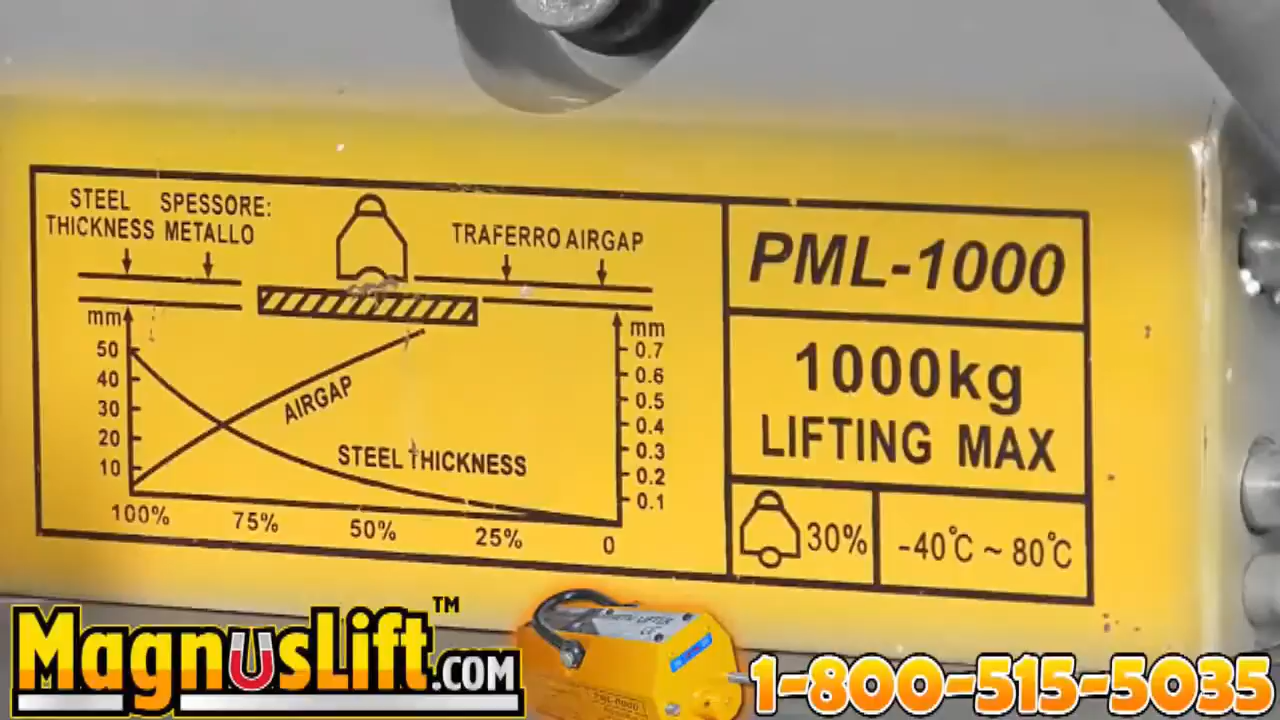 STEEL SPESSORE:
THICKNESS METALLO
TRAFERRO AIRGAP
mm
50
40
30
20
10
AIRGAP
STEEL THICKNESS
mm
0.7
0.6
0.5
0.4
0.3
0.2
0.1
100% 75% 50% 25% 0
PML-1000
1000kg
LIFTING MAX
30%
-40°C ~ 80°C
MagnusLift.com™
1-800-515-5035